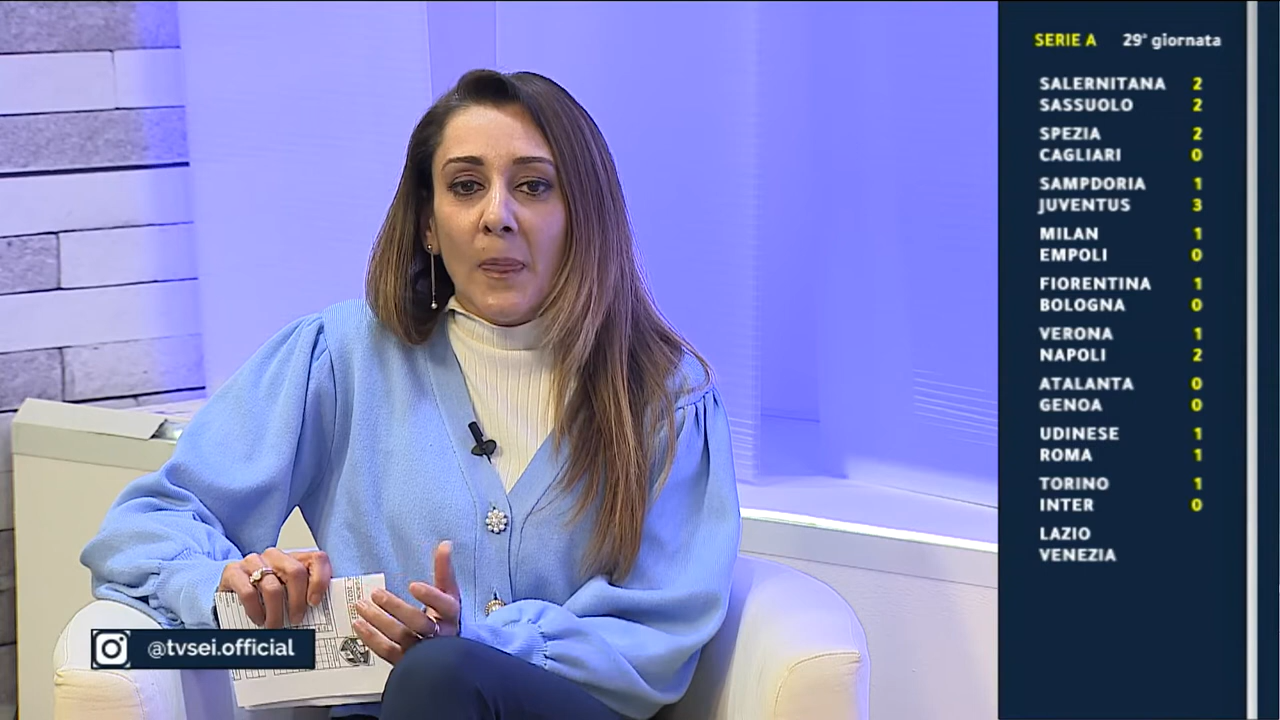 SERIE A 29ª giornata
SALERNITANA 2
SASSUOLO 2
SPEZIA 2
CAGLIARI 0
SAMPDORIA 1
JUVENTUS 3
MILAN 1
EMPOLI 0
FIORENTINA 1
BOLOGNA 0
VERONA 1
NAPOLI 2
ATALANTA 0
GENOA 0
UDINESE 1
ROMA 1
TORINO 1
INTER 0
LAZIO
VENEZIA
@tvsei.official